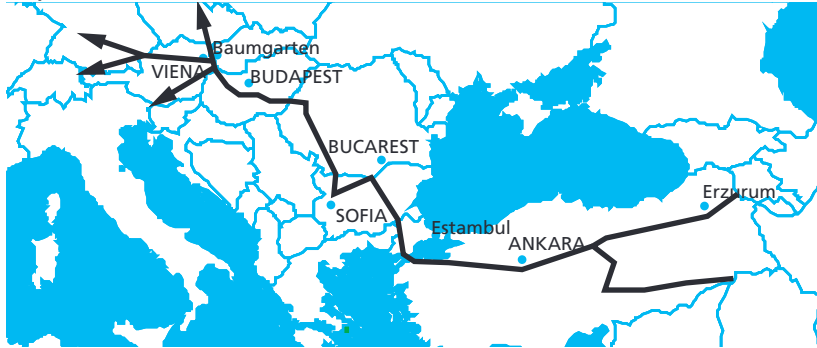 Baumgarten
VIENA
BUDAPEST
BUCAREST
Erzurum
SOFIA
Estambul
ANKARA